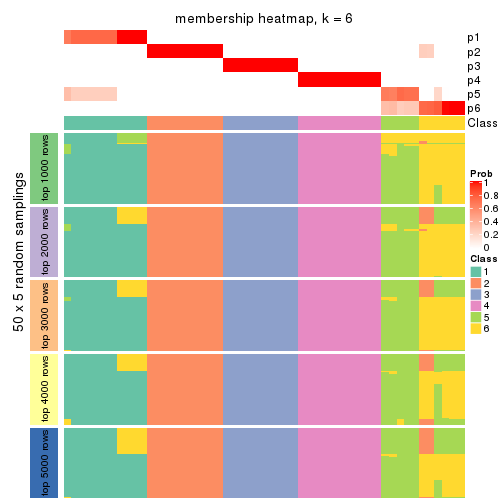 membership heatmap, k = 6
p1
p2
p3
p4
p5
p6
Class
50 x 5 random samplings
top 1000 rows
top 2000 rows
top 3000 rows
top 4000 rows
top 5000 rows
Prob
1
0.8
0.6
0.4
0.2
0
Class
1
2
3
4
5
6